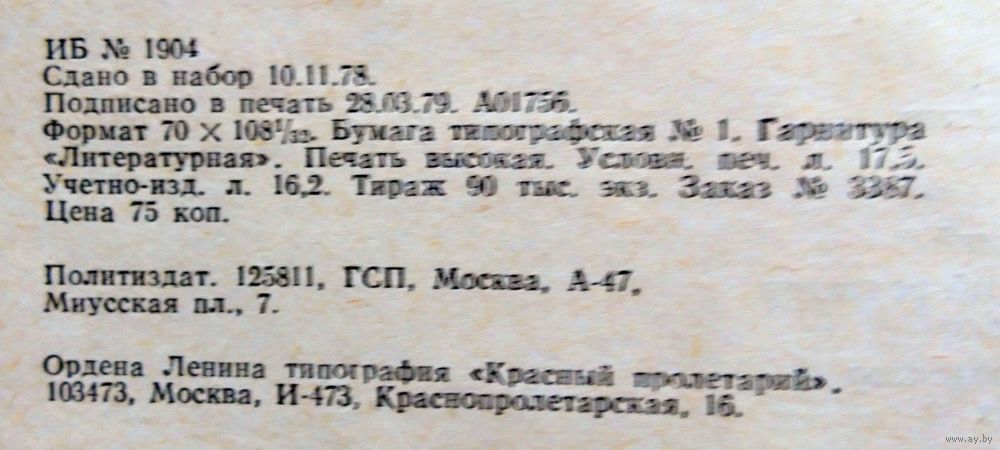 ИБ № 1904
Сдано в набор 10.11.78.
Подписано в печать 28.03.79. А01756.
Формат 70 × 108¹/₃₂. Бумага типографская № 1. Гарнитура
«Литературная». Печать высокая. Условн. печ. л. 17,5.
Учетно-изд. л. 16,2. Тираж 90 тыс. экз. Заказ № 3387.
Цена 75 коп.
Политиздат. 125811, ГСП, Москва, А-47,
Миусская пл., 7.
Ордена Ленина типография «Красный пролетарий».
103473, Москва, И-473, Краснопролетарская, 16.
www.ay.by